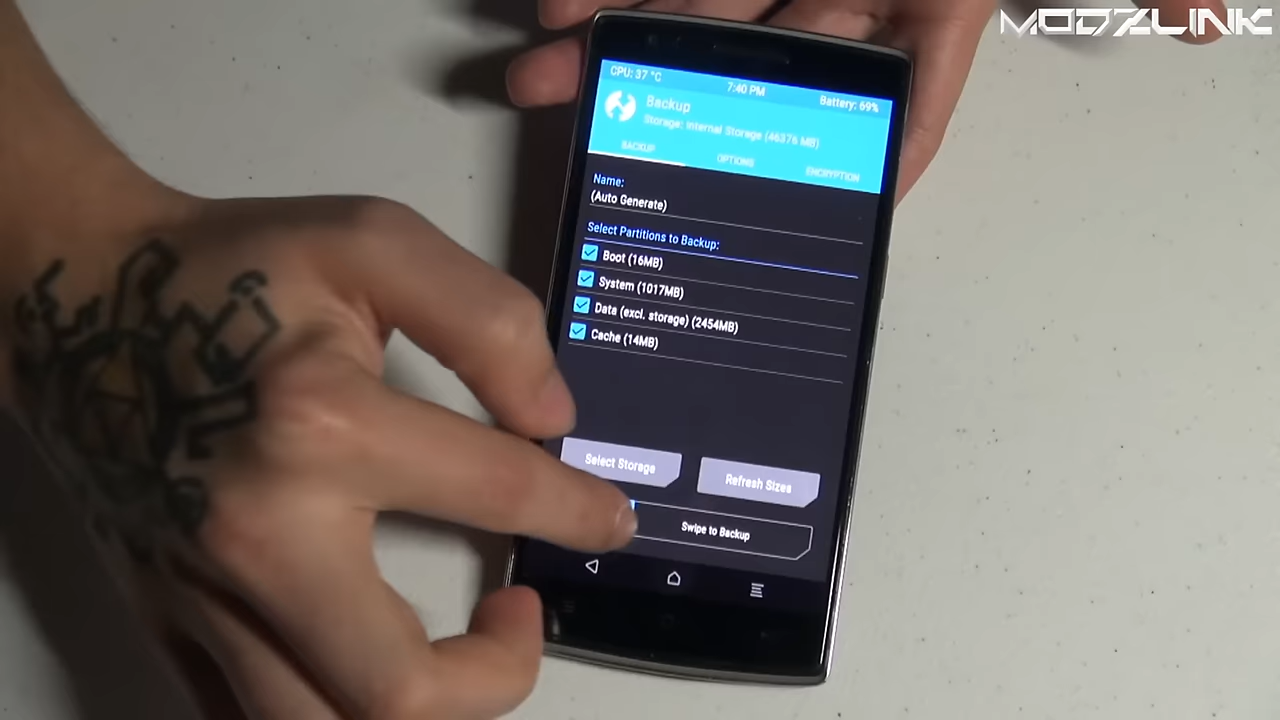 MODZLINK
CPU: 37 °C
7:40 PM
Battery: 69%
Backup
Storage: Internal Storage (46376 MB)
BACKUP
OPTIONS
ENCRYPTION
Name:
(Auto Generate)
Select Partitions to Backup:
Boot (16MB)
System (1017MB)
Data (excl. storage) (2454MB)
Cache (14MB)
Select Storage
Refresh Sizes
Swipe to Backup